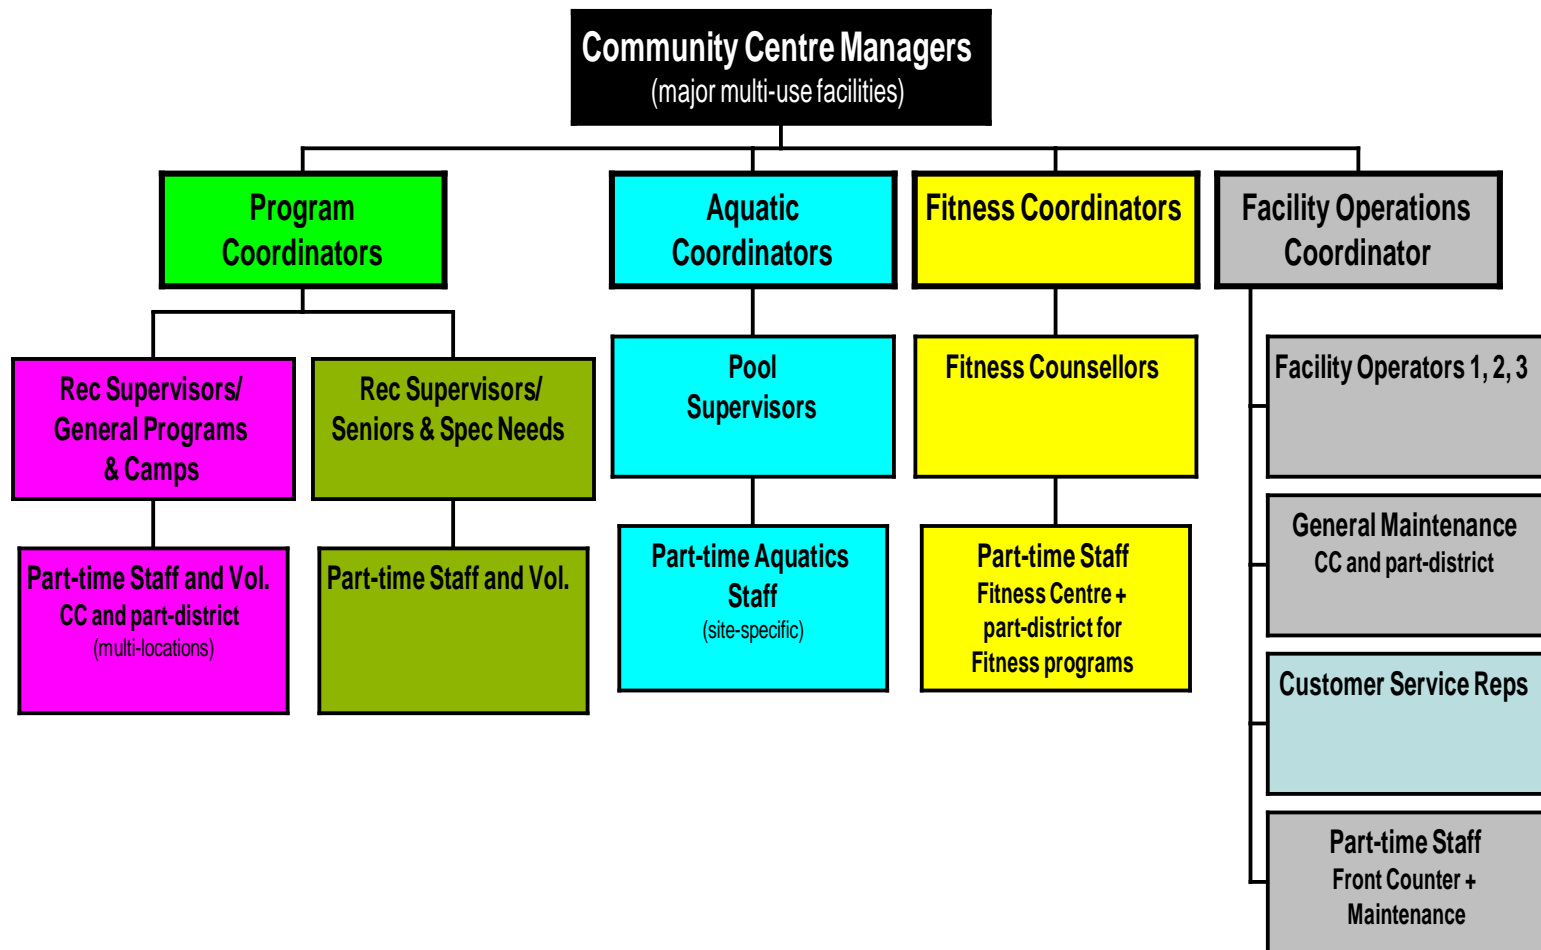 Community Centre Managers
(major multi-use facilities)
Program
Coordinators
Aquatic
Coordinators
Fitness Coordinators
Facility Operations
Coordinator
Rec Supervisors/
General Programs
& Camps
Rec Supervisors/
Seniors & Spec Needs
Pool
Supervisors
Fitness Counsellors
Facility Operators 1, 2, 3
Part-time Staff and Vol.
CC and part-district
(multi-locations)
Part-time Staff and Vol.
Part-time Aquatics
Staff
(site-specific)
Part-time Staff
Fitness Centre +
part-district for
Fitness programs
General Maintenance
CC and part-district
Customer Service Reps
Part-time Staff
Front Counter +
Maintenance